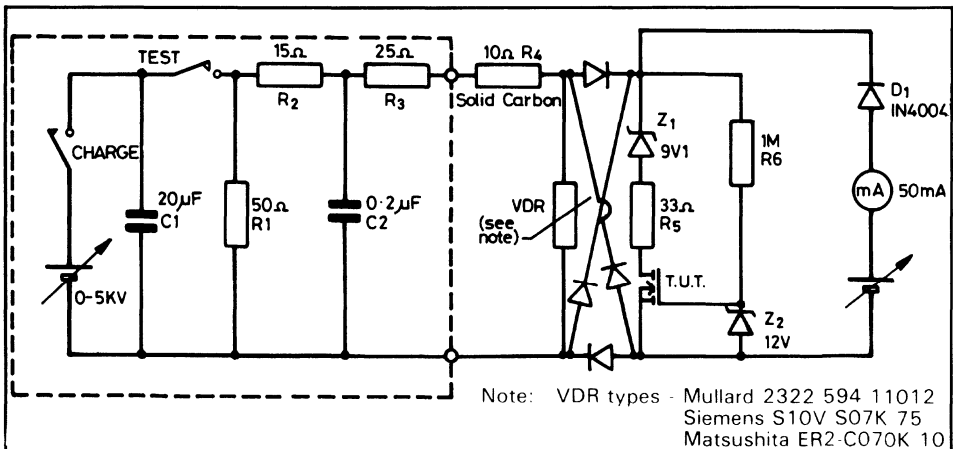 TEST
15Ω
R2
25Ω
R3
10Ω R4
Solid Carbon
CHARGE
20µF
C1
50Ω
R1
0·2µF
C2
0-5KV
VDR
(see
note)
Z1
9V1
33Ω
R5
T.U.T.
1M
R6
Z2
12V
D1
IN4004
mA
50mA
Note: VDR types - Mullard 2322 594 11012
Siemens S10V S07K 75
Matsushita ER2-C070K 10